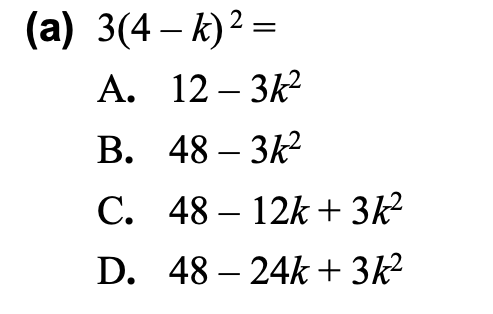 (a) 3(4 – k)² =
A. 12 – 3k²
B. 48 – 3k²
C. 48 – 12k + 3k²
D. 48 – 24k + 3k²